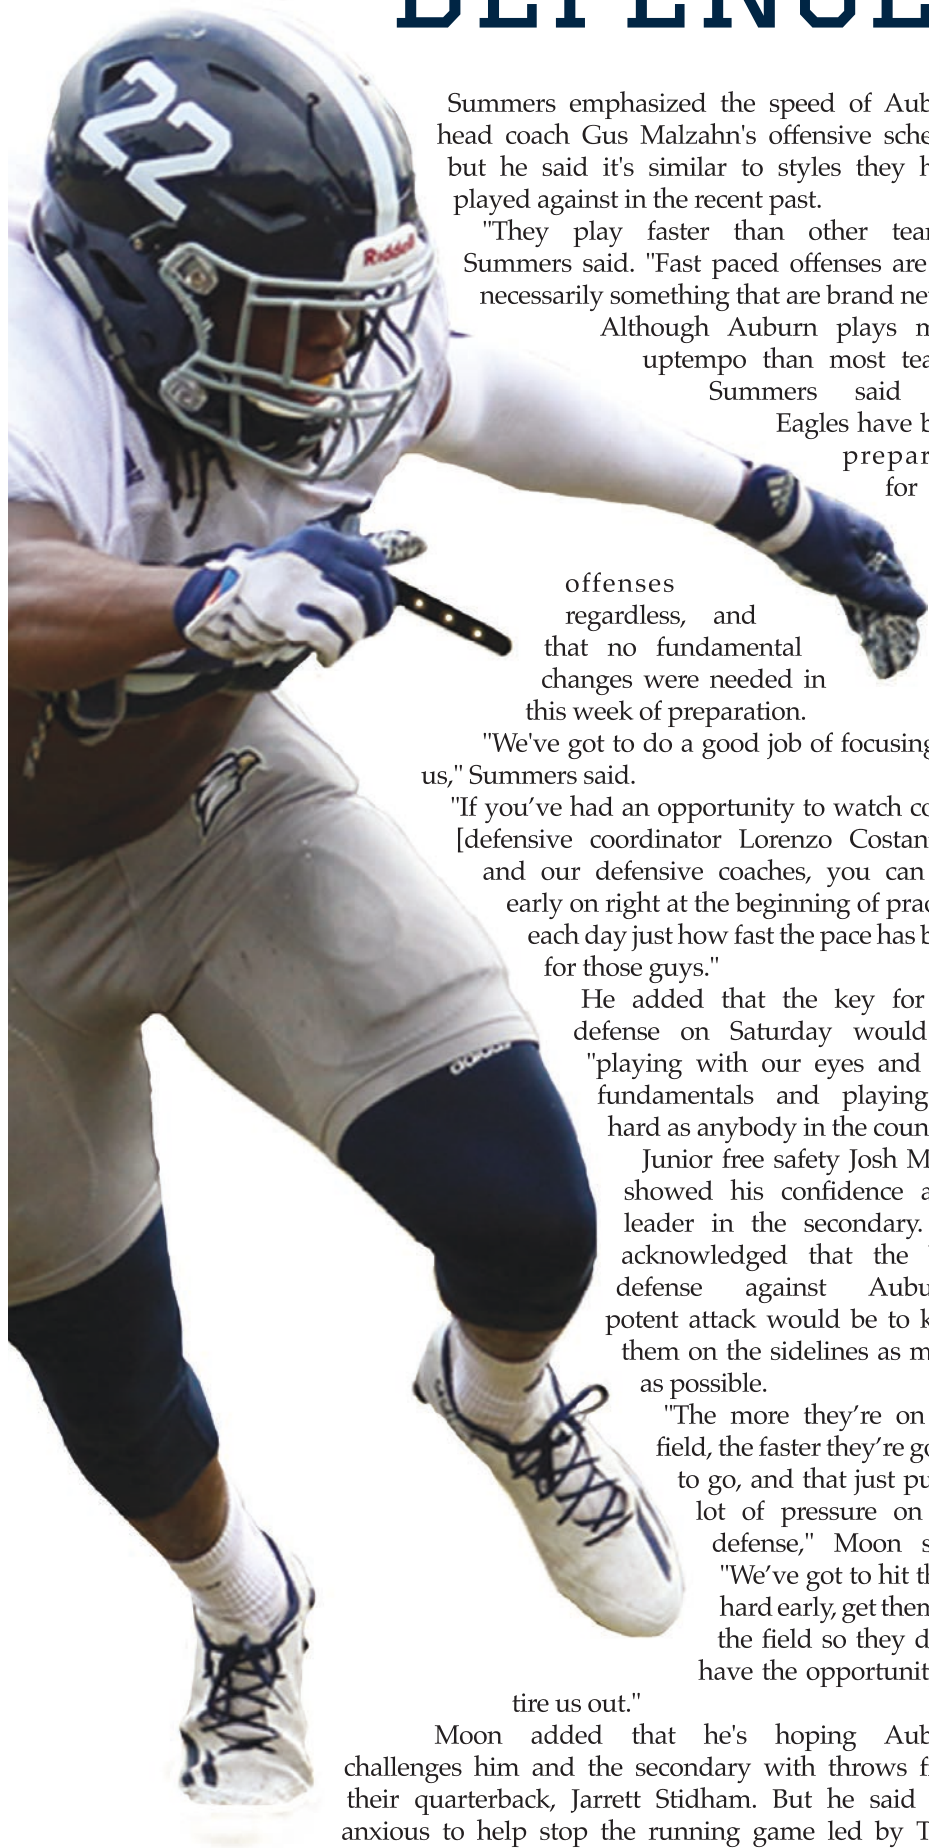 DEFENSE
22
Riddell
Summers emphasized the speed of Aub
head coach Gus Malzahn's offensive sche
but he said it's similar to styles they h
played against in the recent past.
"They play faster than other tear
Summers said. "Fast paced offenses are
necessarily something that are brand ne
Although Auburn plays m
uptempo than most tea
Summers said
Eagles have b
prepar
for
offenses
regardless, and
that no fundamental
changes were needed in
this week of preparation.
"We've got to do a good job of focusing
us," Summers said.
"If you’ve had an opportunity to watch co
[defensive coordinator Lorenzo Costan
and our defensive coaches, you can
early on right at the beginning of prac
each day just how fast the pace has b
for those guys."
He added that the key for
defense on Saturday would
"playing with our eyes and
fundamentals and playing
hard as anybody in the coun
Junior free safety Josh M
showed his confidence a
leader in the secondary.
acknowledged that the
defense against Aubu
potent attack would be to k
them on the sidelines as m
as possible.
"The more they’re on
field, the faster they’re go
to go, and that just pu
lot of pressure on
defense," Moon s
"We’ve got to hit th
hard early, get them
the field so they d
have the opportunit
tire us out."
Moon added that he's hoping Aub
challenges him and the secondary with throws f
their quarterback, Jarrett Stidham. But he said
anxious to help stop the running game led by T
adidas